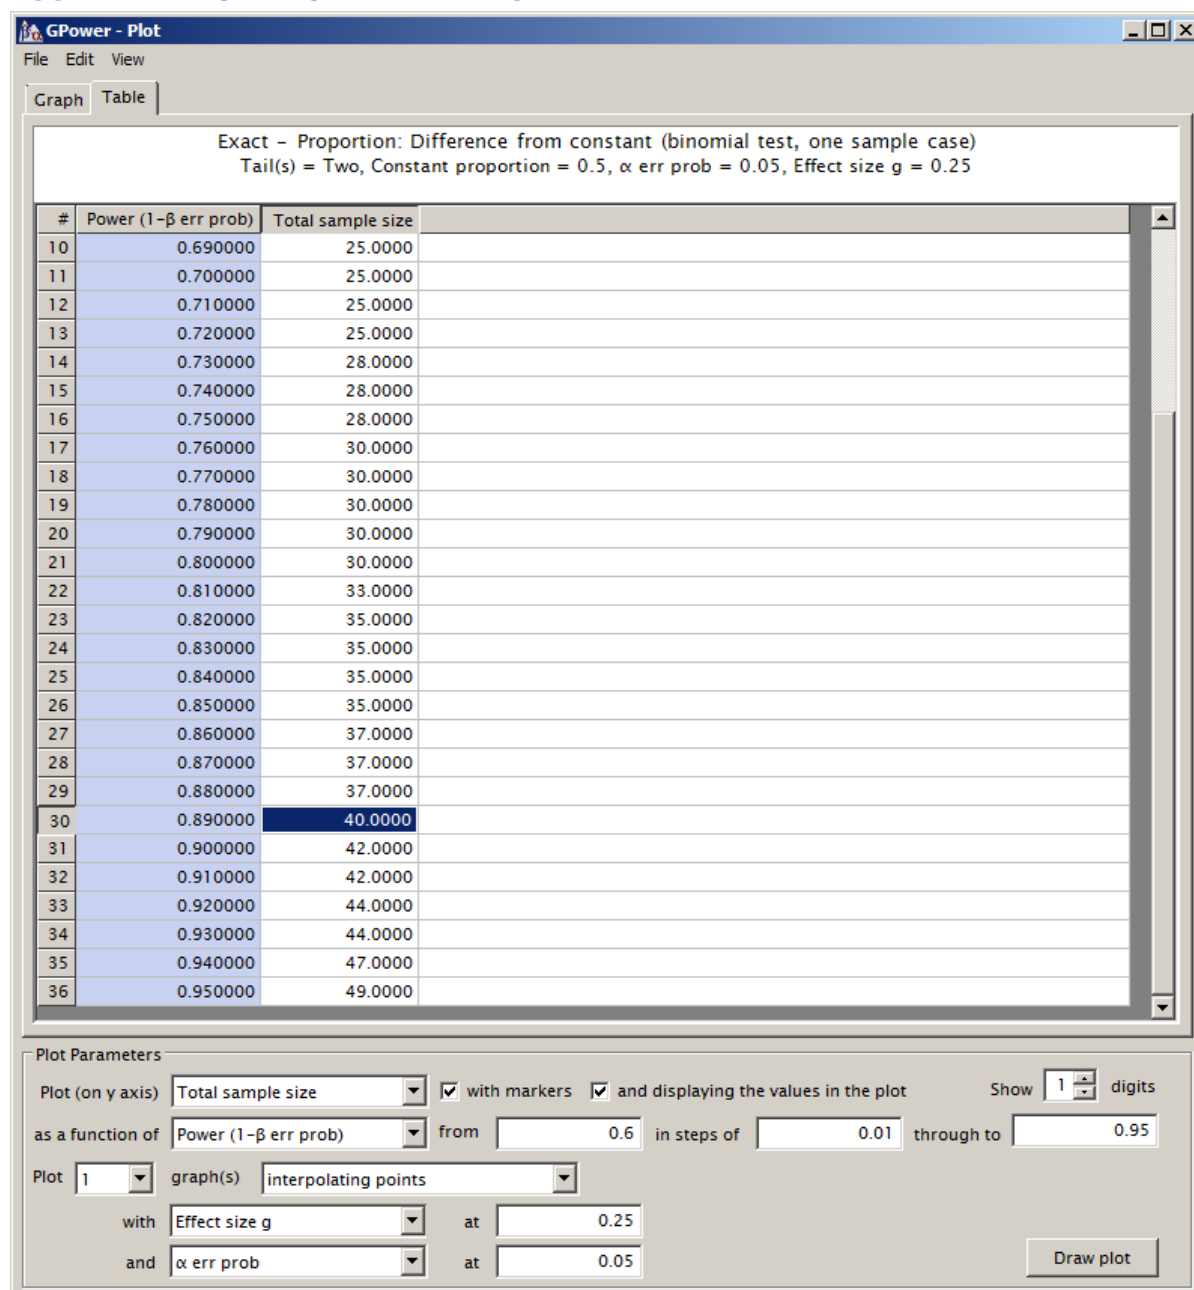 GPower - Plot
File Edit View
Graph Table
Exact – Proportion: Difference from constant (binomial test, one sample case)
Tail(s) = Two, Constant proportion = 0.5, α err prob = 0.05, Effect size g = 0.25
# Power (1-β err prob) Total sample size
10 0.690000 25.0000
11 0.700000 25.0000
12 0.710000 25.0000
13 0.720000 25.0000
14 0.730000 28.0000
15 0.740000 28.0000
16 0.750000 28.0000
17 0.760000 30.0000
18 0.770000 30.0000
19 0.780000 30.0000
20 0.790000 30.0000
21 0.800000 30.0000
22 0.810000 33.0000
23 0.820000 35.0000
24 0.830000 35.0000
25 0.840000 35.0000
26 0.850000 35.0000
27 0.860000 37.0000
28 0.870000 37.0000
29 0.880000 37.0000
30 0.890000 40.0000
31 0.900000 42.0000
32 0.910000 42.0000
33 0.920000 44.0000
34 0.930000 44.0000
35 0.940000 47.0000
36 0.950000 49.0000
Plot Parameters
Plot (on y axis) Total sample size with markers and displaying the values in the plot Show 1 digits
as a function of Power (1-β err prob) from 0.6 in steps of 0.01 through to 0.95
Plot 1 graph(s) interpolating points
with Effect size g at 0.25
and α err prob at 0.05 Draw plot